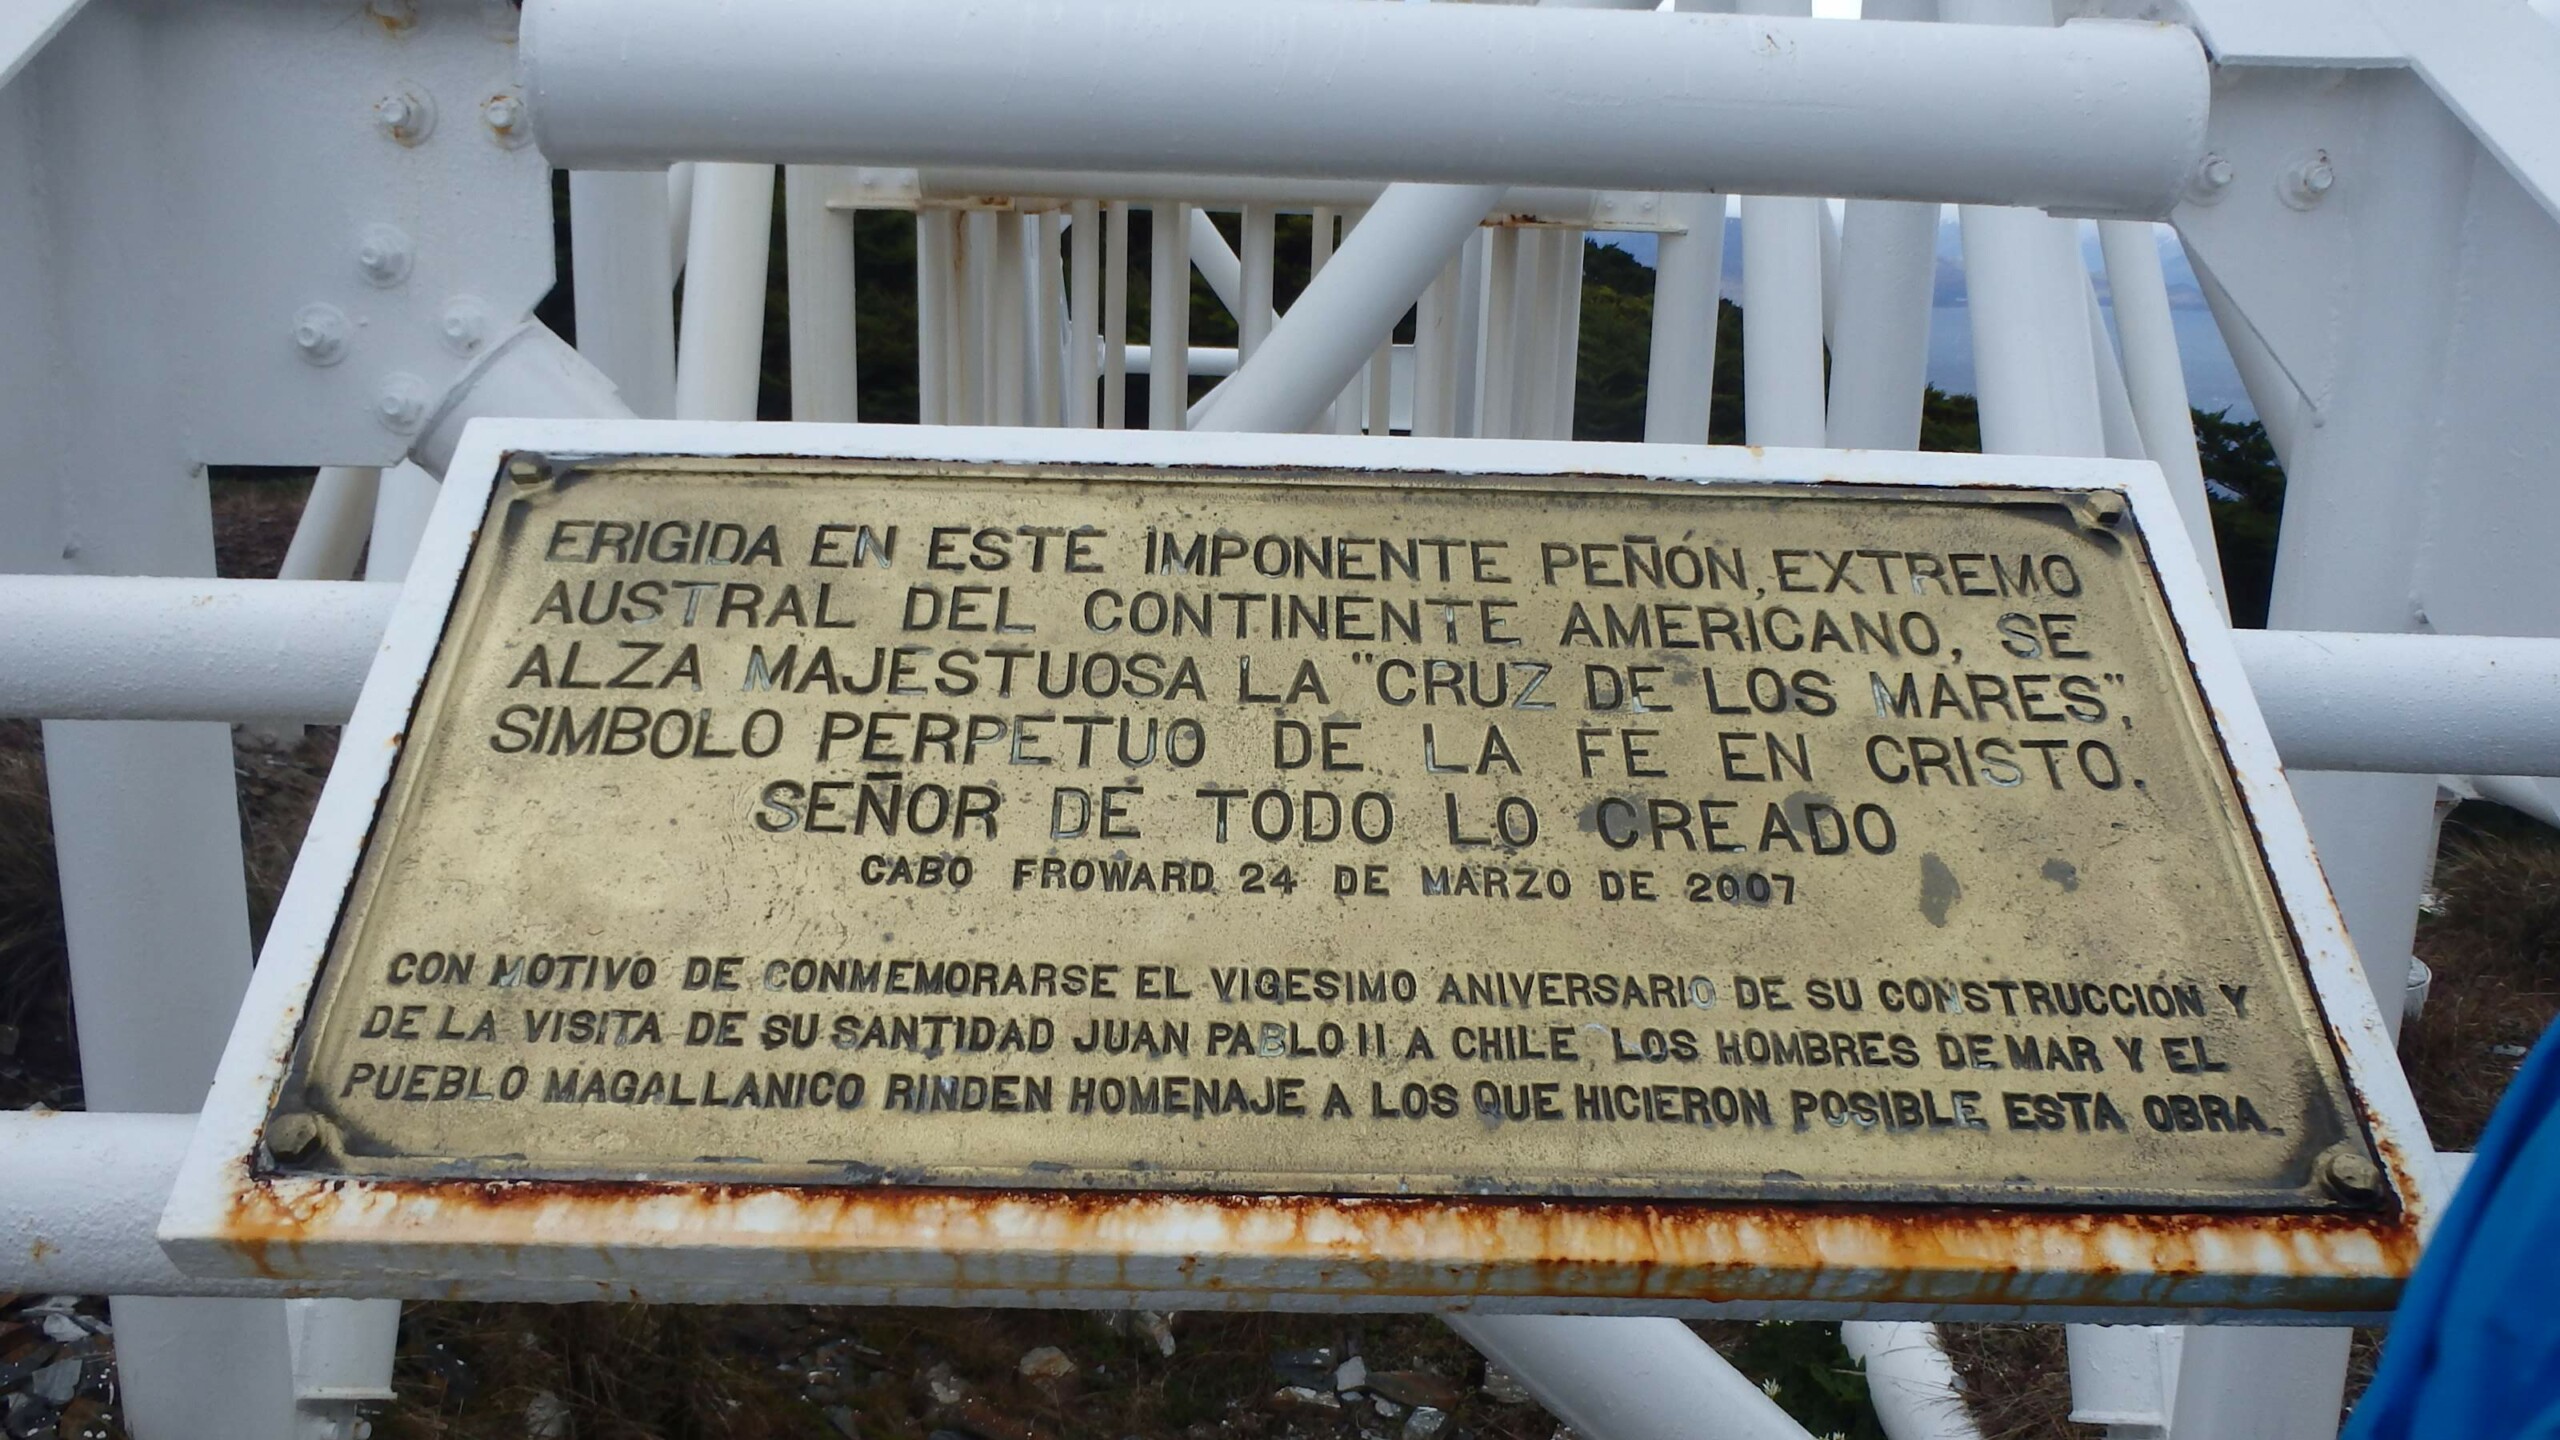 ERIGIDA EN ESTE IMPONENTE PEÑÓN, EXTREMO
AUSTRAL DEL CONTINENTE AMERICANO, SE
ALZA MAJESTUOSA LA "CRUZ DE LOS MARES",
SIMBOLO PERPETUO DE LA FE EN CRISTO.
SEÑOR DE TODO LO CREADO
CABO FROWARD, 24 DE MARZO DE 2007
CON MOTIVO DE CONMEMORARSE EL VIGESIMO ANIVERSARIO DE SU CONSTRUCCIÓN Y
DE LA VISITA DE SU SANTIDAD JUAN PABLO II A CHILE, LOS HOMBRES DE MAR Y EL
PUEBLO MAGALLANICO RINDEN HOMENAJE A LOS QUE HICIERON POSIBLE ESTA OBRA.